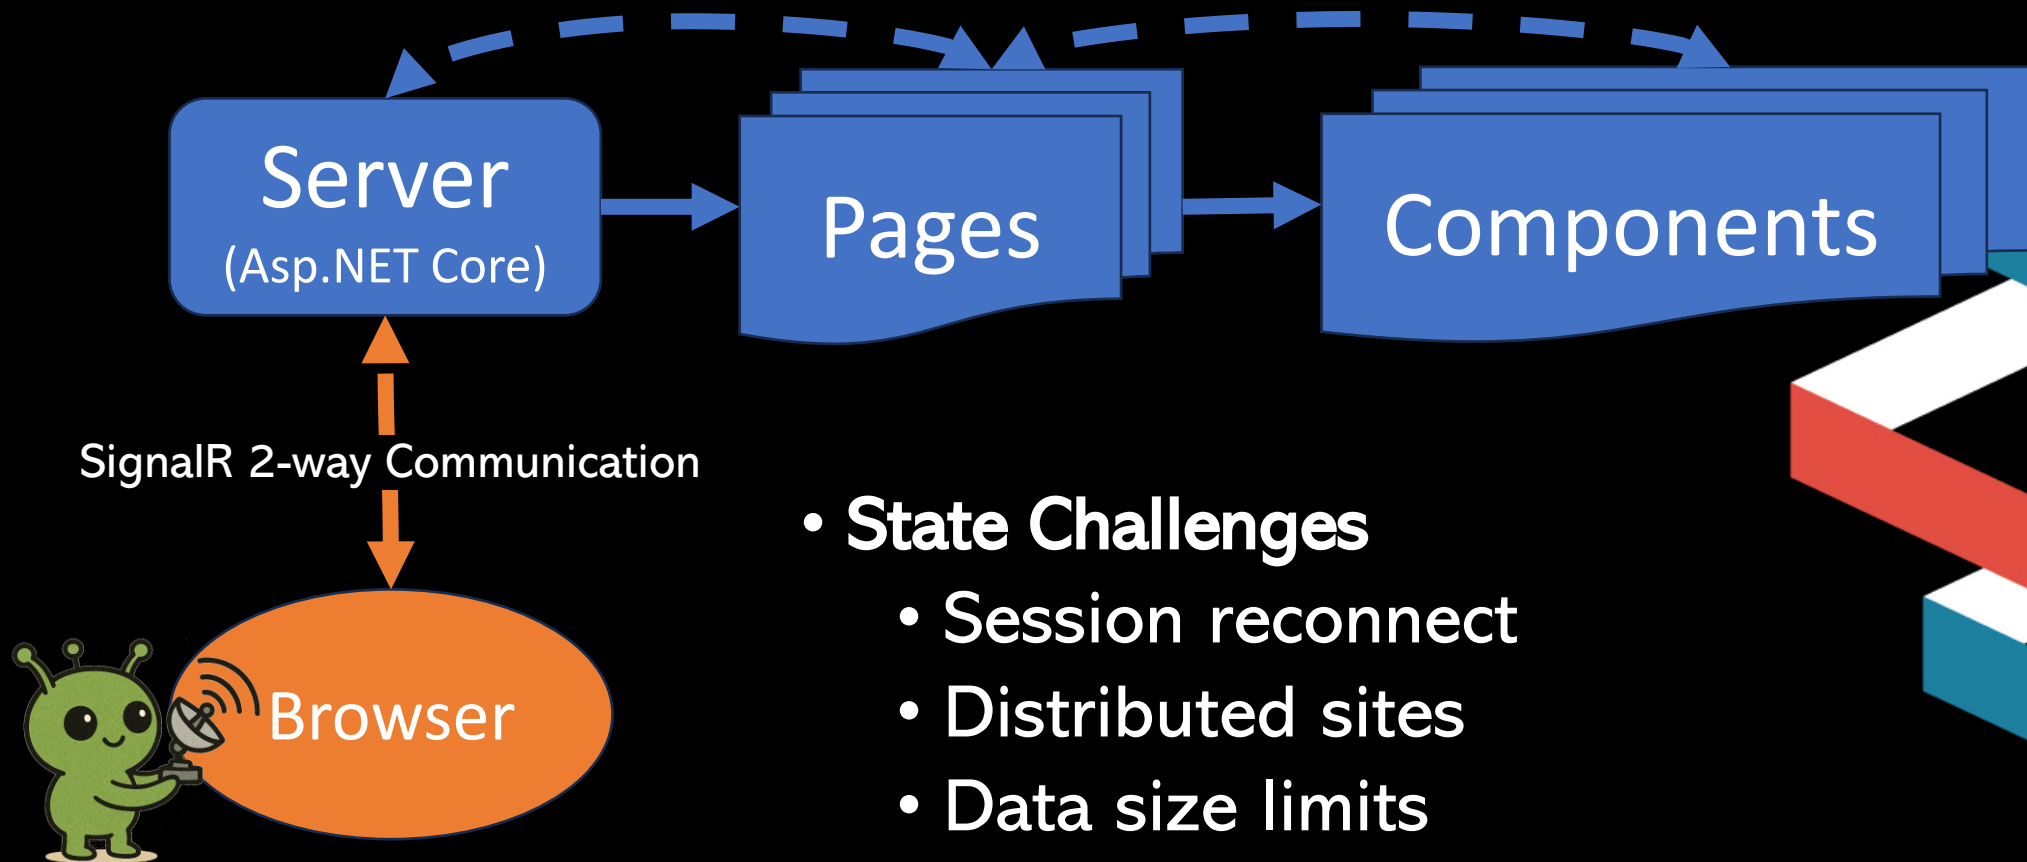 Server
(Asp.NET Core)
Pages
Components
SignalR 2-way Communication
Browser
• State Challenges
• Session reconnect
• Distributed sites
• Data size limits